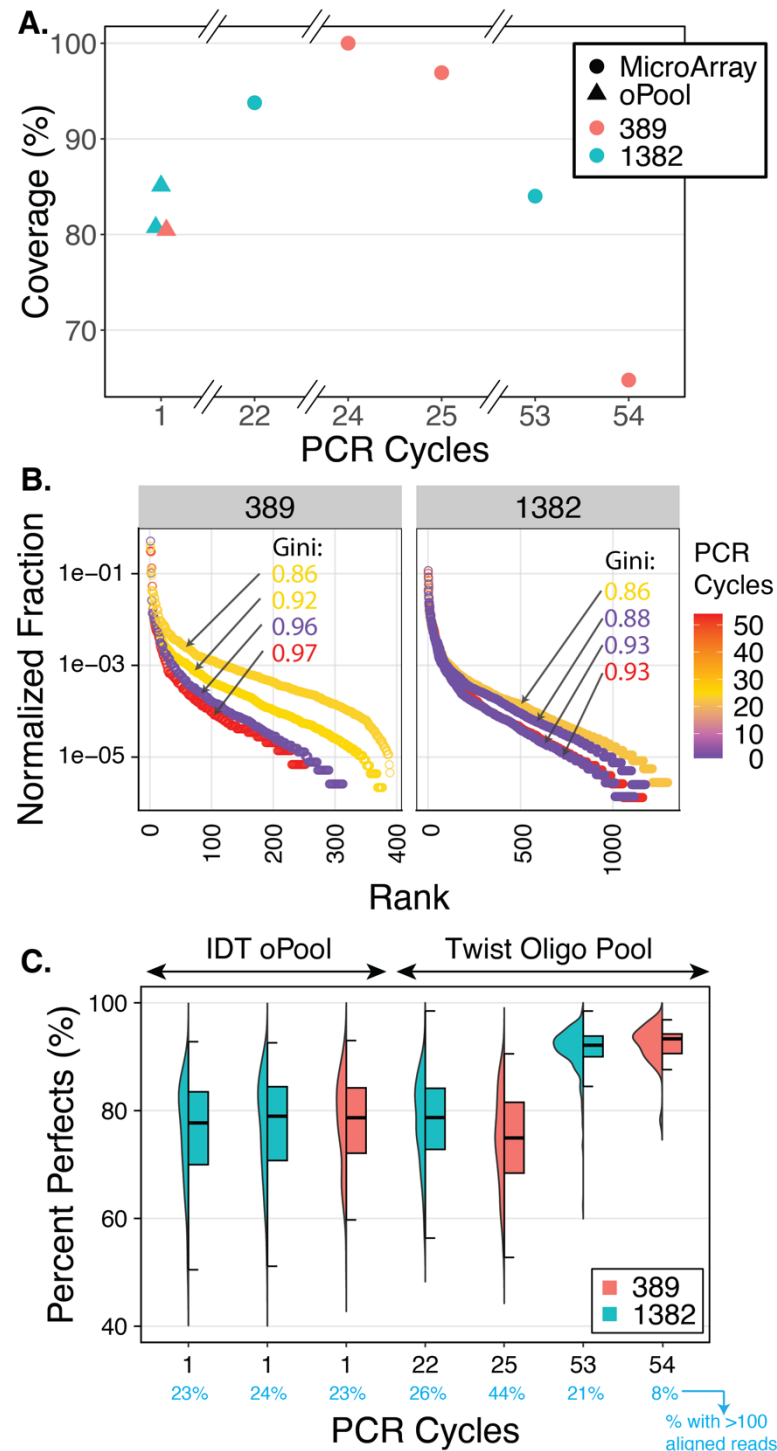 A.
Coverage (%)
100
90
80
70
MicroArray
oPool
389
1382
1 22 24 25 53 54
PCR Cycles
B.
389 1382
Normalized Fraction
1e−01
1e−03
1e−05
Gini:
0.86
0.92
0.96
0.97
Gini:
0.86
0.88
0.93
0.93
PCR
Cycles
50
40
30
20
10
0
0 100 200 300 400
0 500 1000
Rank
C.
IDT oPool Twist Oligo Pool
Percent Perfects (%)
100
80
60
40
389
1382
1 1 1 22 25 53 54
23% 24% 23% 26% 44% 21% 8%
% with >100
aligned reads
PCR Cycles